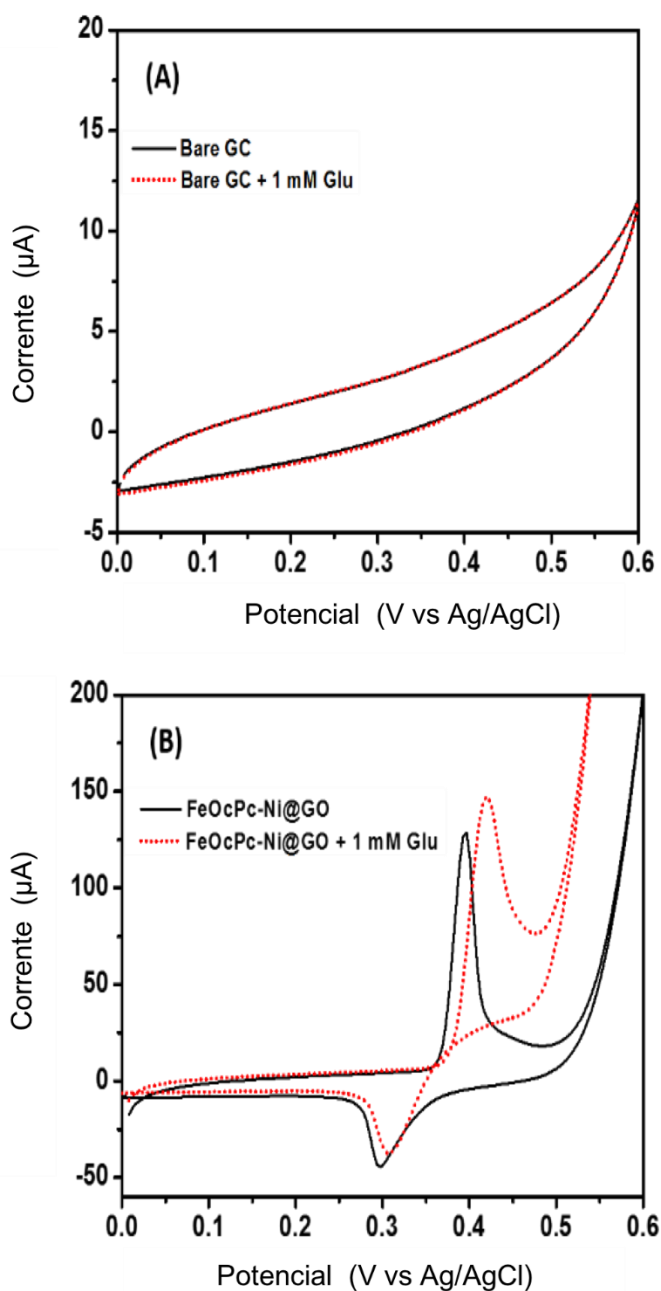 20
(A)
15
Bare GC
Bare GC + 1 mM Glu
10
5
0
-5
Corrente (µA)
0.0 0.1 0.2 0.3 0.4 0.5 0.6
Potencial (V vs Ag/AgCl)
200
(B)
150
FeOcPc-Ni@GO
FeOcPc-Ni@GO + 1 mM Glu
100
50
0
-50
Corrente (µA)
0.0 0.1 0.2 0.3 0.4 0.5 0.6
Potencial (V vs Ag/AgCl)